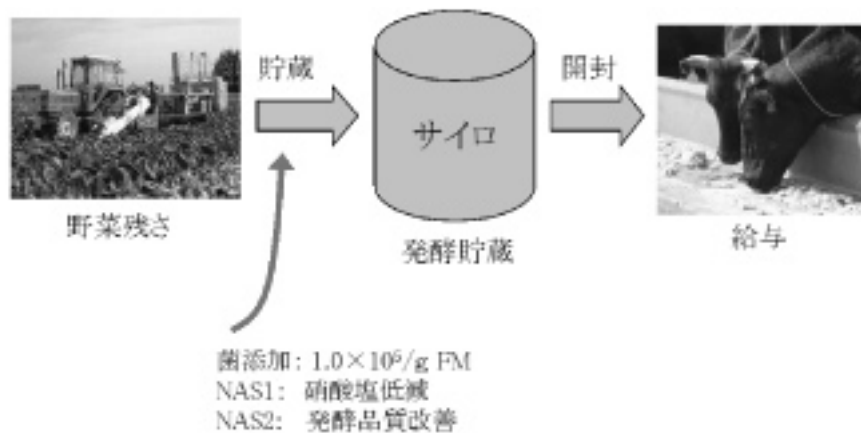 貯蔵
開封
サイロ
野菜残さ
発酵貯蔵
給与
菌添加: 1.0×10⁶/g FM
NAS1: 硝酸塩低減
NAS2: 発酵品質改善